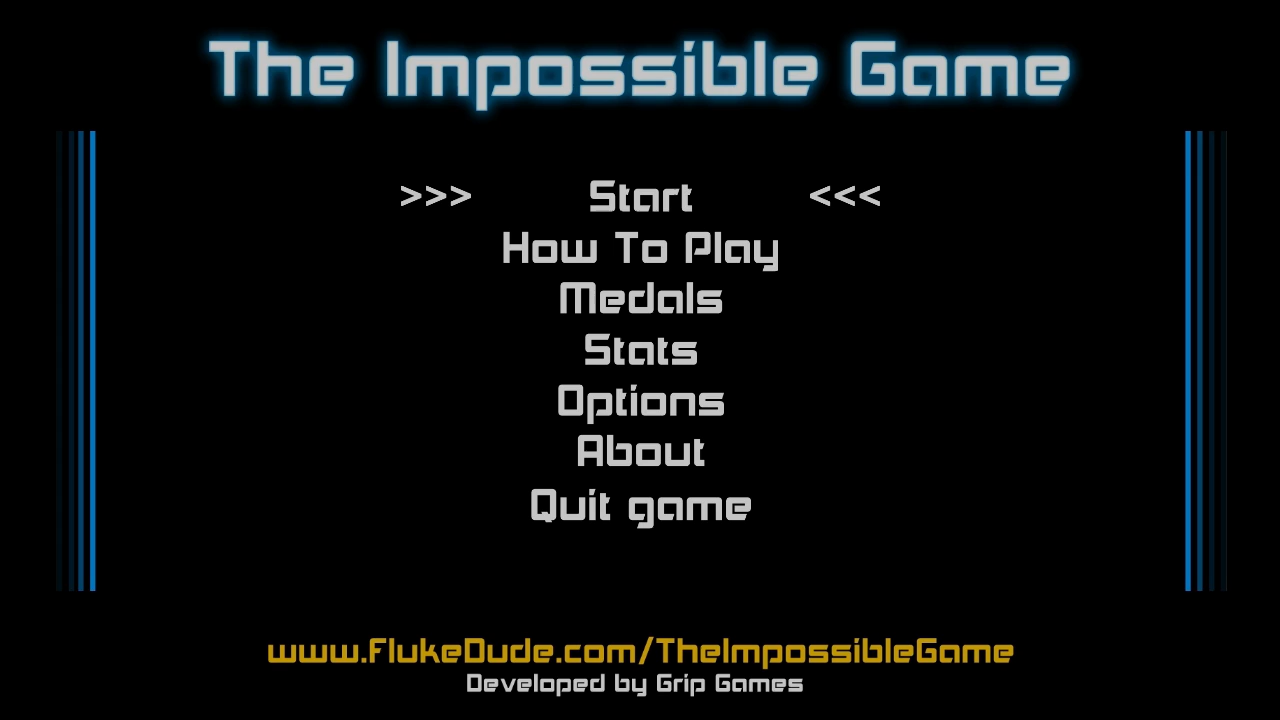 The Impossible Game
>>> Start <<<
How To Play
Medals
Stats
Options
About
Quit game
www.FlukeDude.com/TheImpossibleGame
Developed by Grip Games